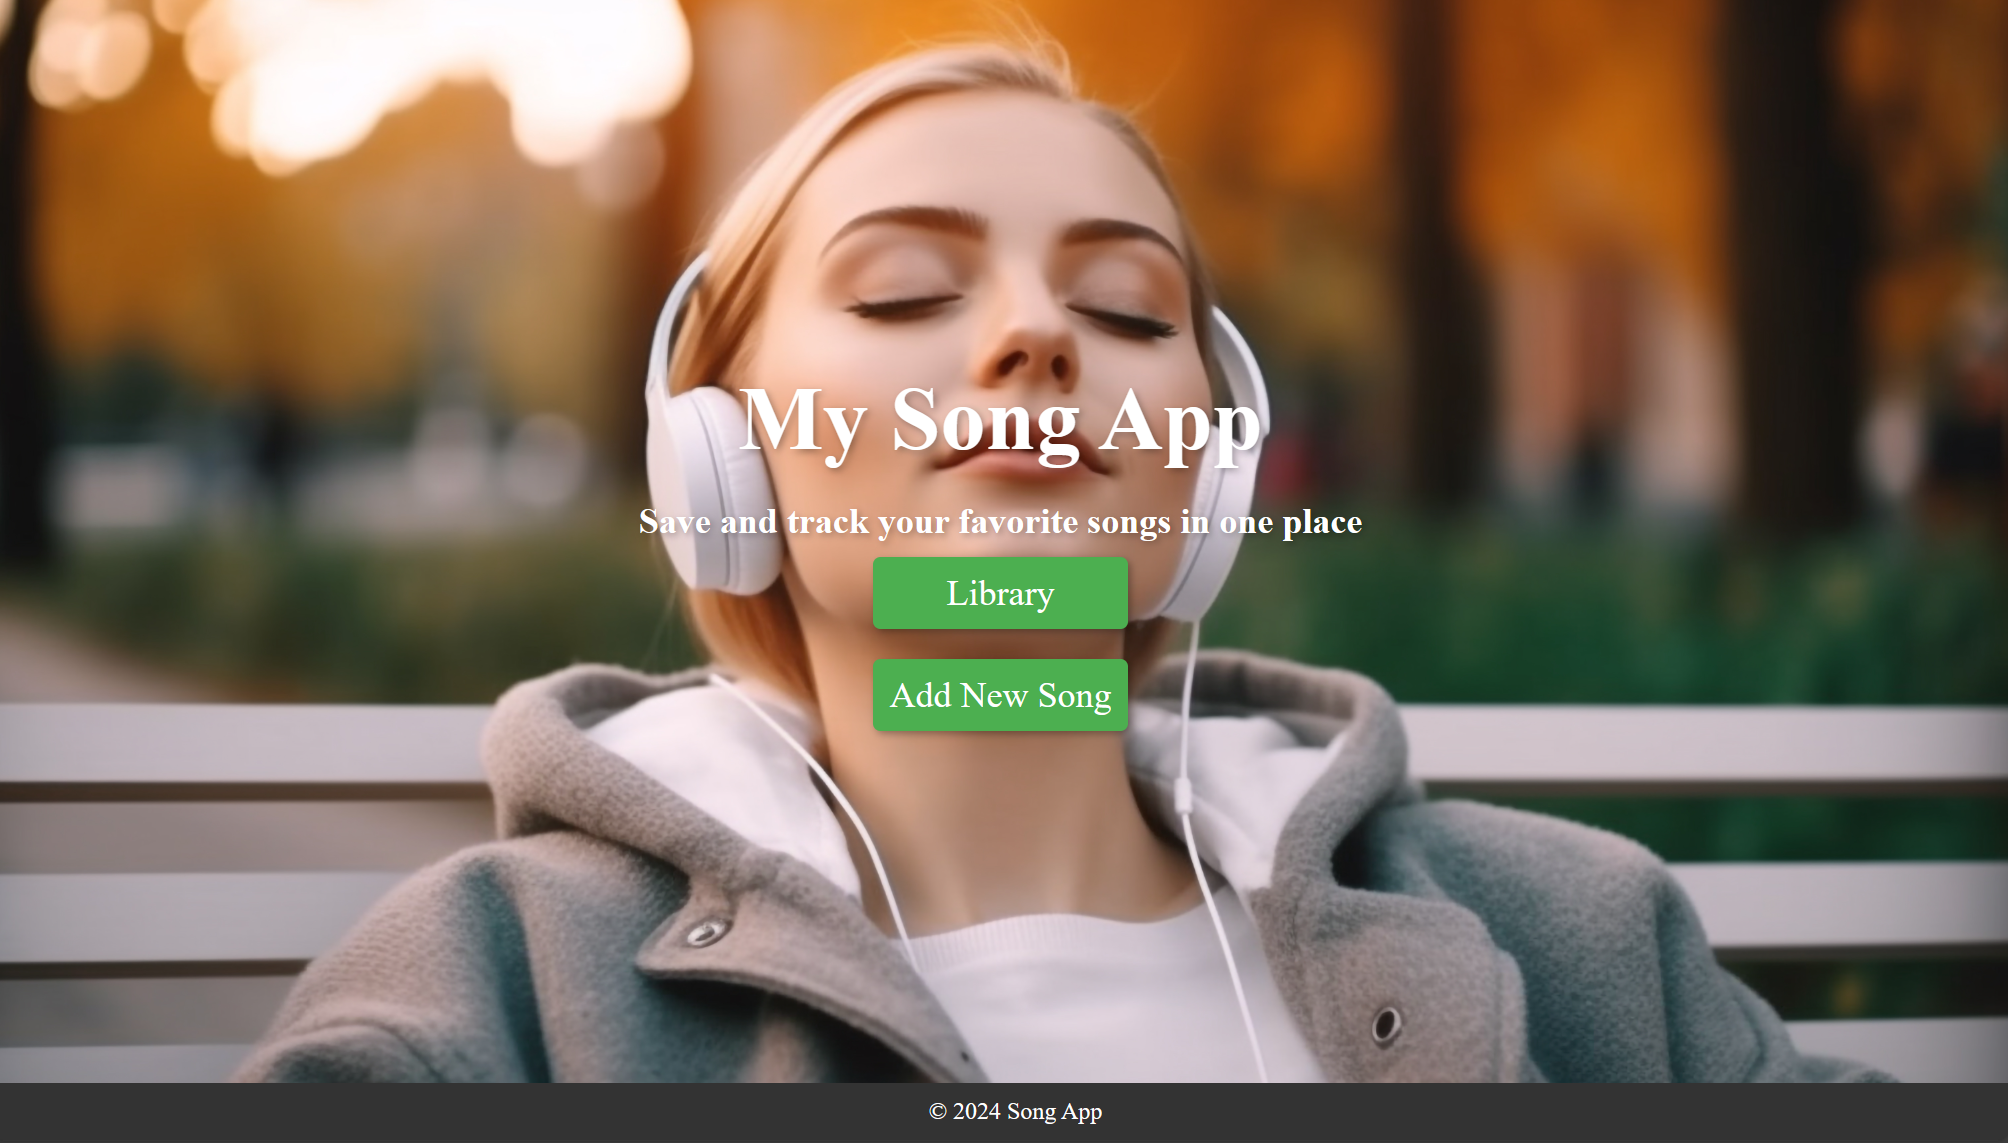 My Song App
Save and track your favorite songs in one place
Library
Add New Song
© 2024 Song App